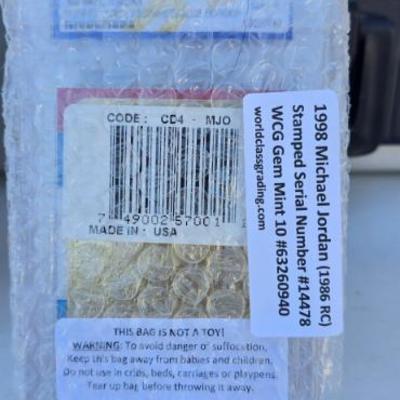 CODE: CD4 - MJO
7 49002 57001
MADE IN: USA
1998 Michael Jordan (1986 RC)
Stamped Serial Number #14478
WCG Gem Mint 10 #63260940
worldclassgrading.com
THIS BAG IS NOT A TOY!
WARNING: To avoid danger of suffocation,
Keep this bag away from babies and children.
Do not use in cribs, beds, carriages or playpens.
Tear up bag before throwing it away.